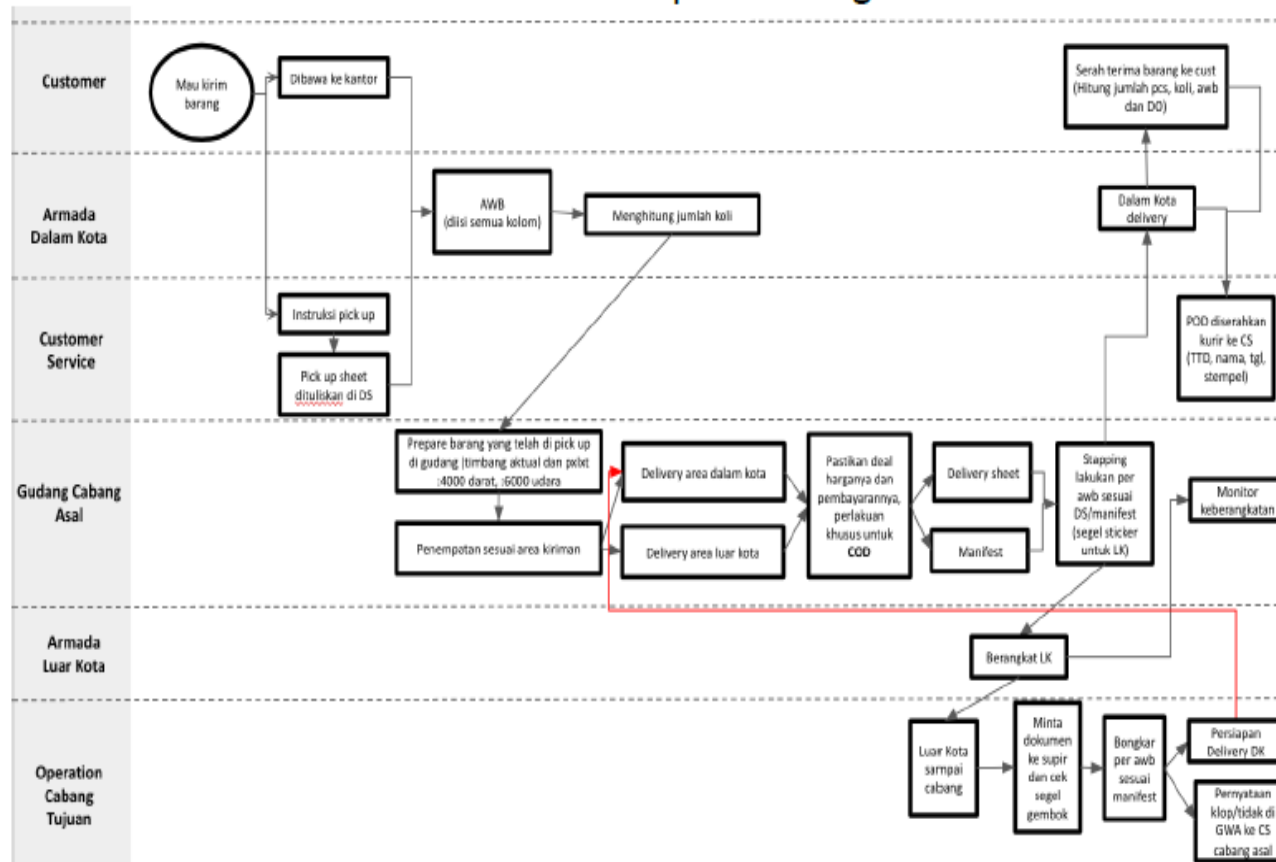 Customer
Mau kirim
barang
Dibawa ke kantor
Serah terima barang ke cust
(Hitung jumlah pcs, koli, awb
dan DO)
Armada
Dalam Kota
AWB
(diisi semua kolom)
Menghitung jumlah koli
Dalam Kota
delivery
Customer
Service
Instruksi pick up
Pick up sheet
dituliskan di DS
POD diserahkan
kurir ke CS
(TTD, nama, tgl,
stempel)
Gudang Cabang
Asal
Prepare barang yang telah di pick up
di gudang (timbang aktual dan pxlxt
:4000 darat, :6000 udara
Penempatan sesuai area kiriman
Delivery area dalam kota
Delivery area luar kota
Pastikan deal
harganya dan
pembayarannya,
perlakuan
khusus untuk
COD
Delivery sheet
Manifest
Stapping
lakukan per
awb sesuai
DS/manifest
(segel sticker
untuk LK)
Monitor
keberangkatan
Armada
Luar Kota
Berangkat LK
Operation
Cabang
Tujuan
Luar Kota
sampai
cabang
Minta
dokumen
ke supir
dan cek
segel
gembok
Bongkar
per awb
sesuai
manifest
Persiapan
Delivery DK
Pernyataan
klop/tidak di
GWA ke CS
cabang asal